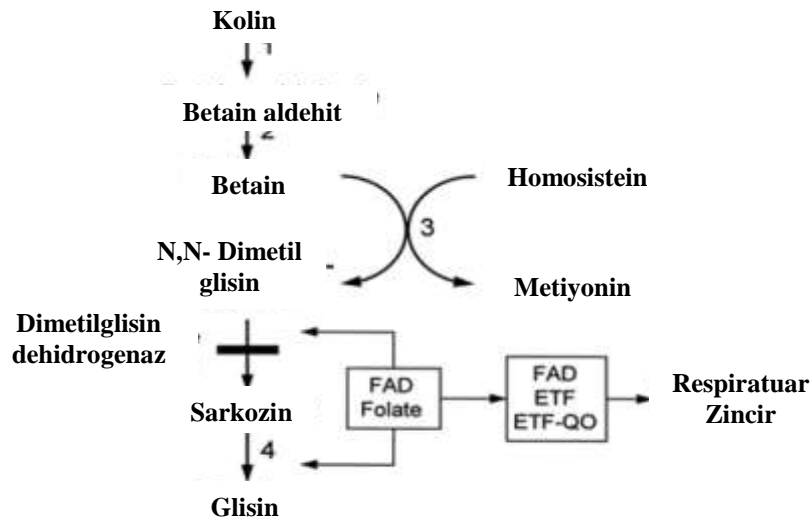 Kolin
1
Betain aldehit
2
Betain
Homosistein
3
N,N- Dimetil
glisin
Metiyonin
Dimetilglisin
dehidrogenaz
FAD
Folate
FAD
ETF
ETF-QO
Respiratuar
Zincir
Sarkozin
4
Glisin